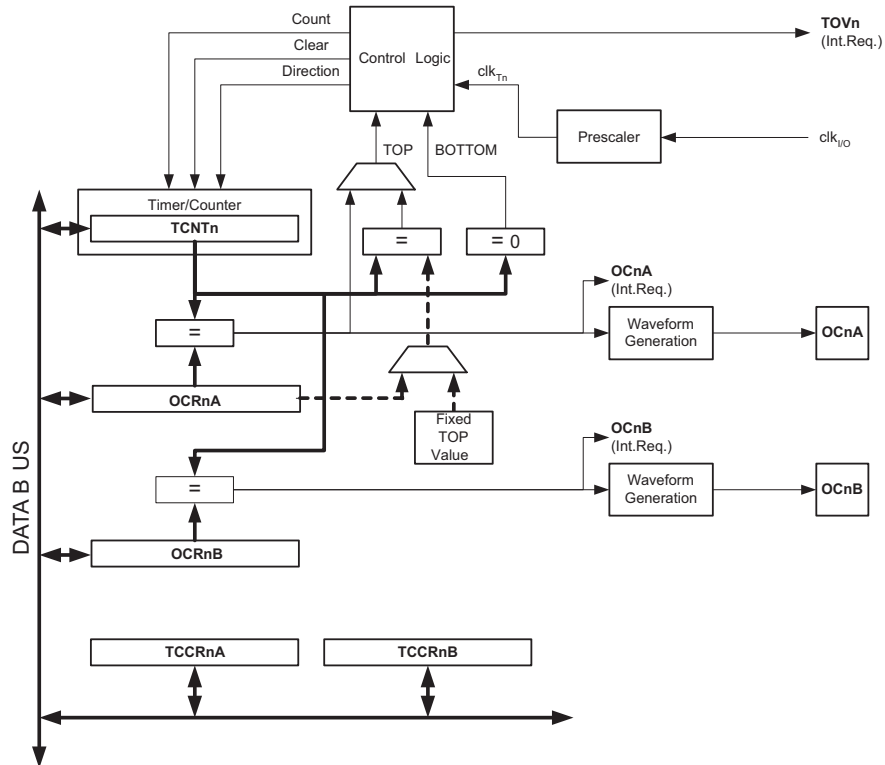 Count
Clear
Direction
Control Logic
TOVn
(Int.Req.)
clkTn
Prescaler
clkI/O
TOP
BOTTOM
Timer/Counter
TCNTn
=
= 0
OCnA
(Int.Req.)
=
Waveform
Generation
OCnA
OCRnA
Fixed
TOP
Value
OCnB
(Int.Req.)
=
Waveform
Generation
OCnB
OCRnB
DATA B US
TCCRnA
TCCRnB